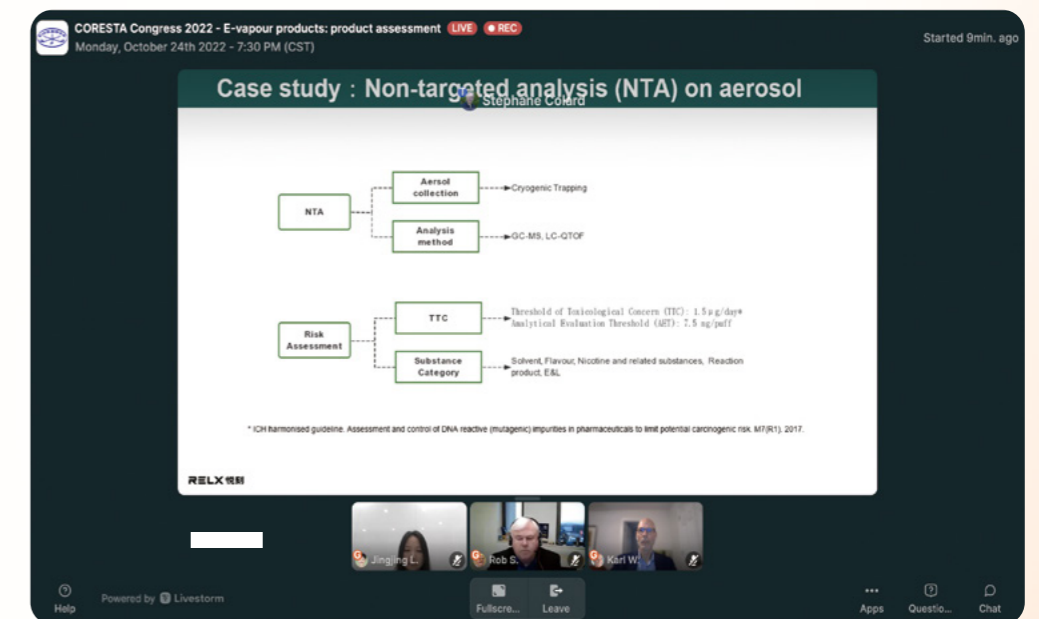 CORESTA Congress 2022 - E-vapour products: product assessment LIVE REC
Monday, October 24th 2022 - 7:30 PM (CST)
Started 9min. ago
Case study：Non-targeted analysis (NTA) on aerosol
Stephane Colard
NTA
Aersol
collection
Cryogenic Trapping
Analysis
method
GC-MS, LC-QTOF
Risk
Assessment
TTC
Threshold of Toxicological Concern (TTC): 1.5μg/day*
Analytical Evaluation Threshold (AET): 7.5 ng/puff
Substance
Category
Solvent, Flavour, Nicotine and related substances, Reaction
product, E&L
* ICH harmonised guideline. Assessment and control of DNA reactive (mutagenic) impurities in pharmaceuticals to limit potential carcinogenic risk. M7(R1). 2017.
RELX悦刻
Jingjing L.
Rob S.
Karl W.
Help
Powered by Livestorm
Fullscre...
Leave
Apps
Questio...
Chat